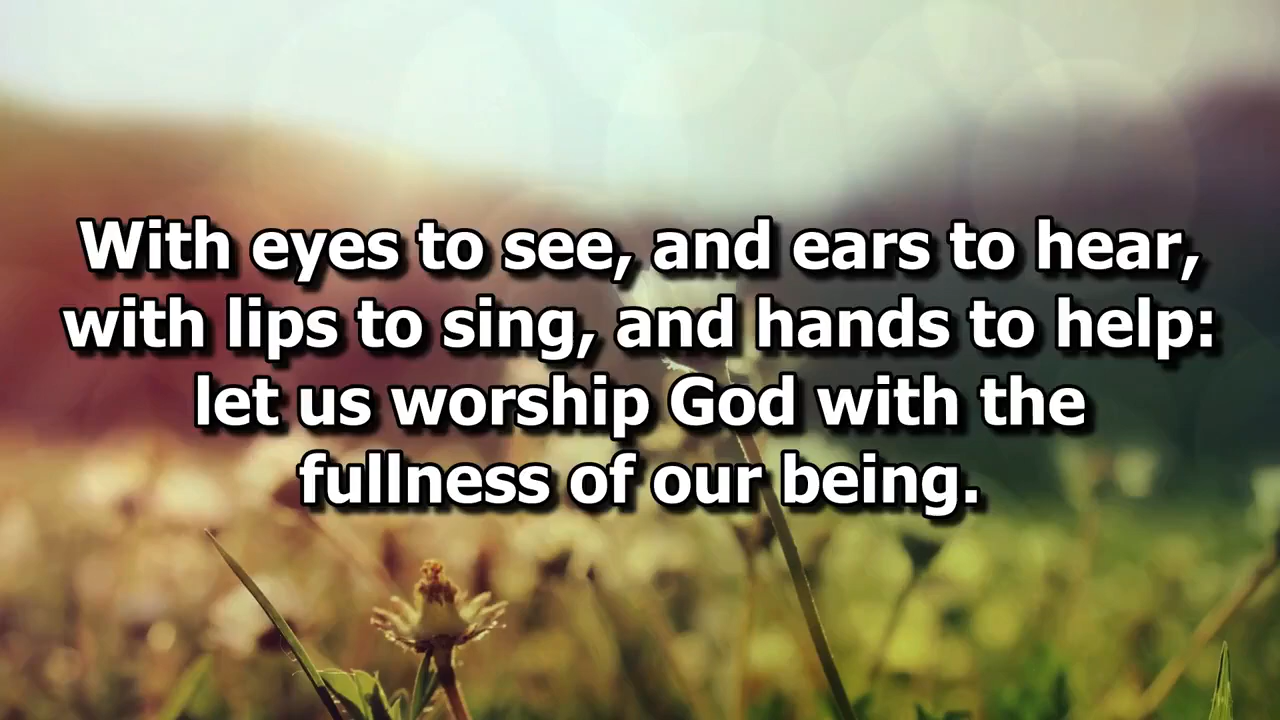 With eyes to see, and ears to hear,
with lips to sing, and hands to help:
let us worship God with the
fullness of our being.